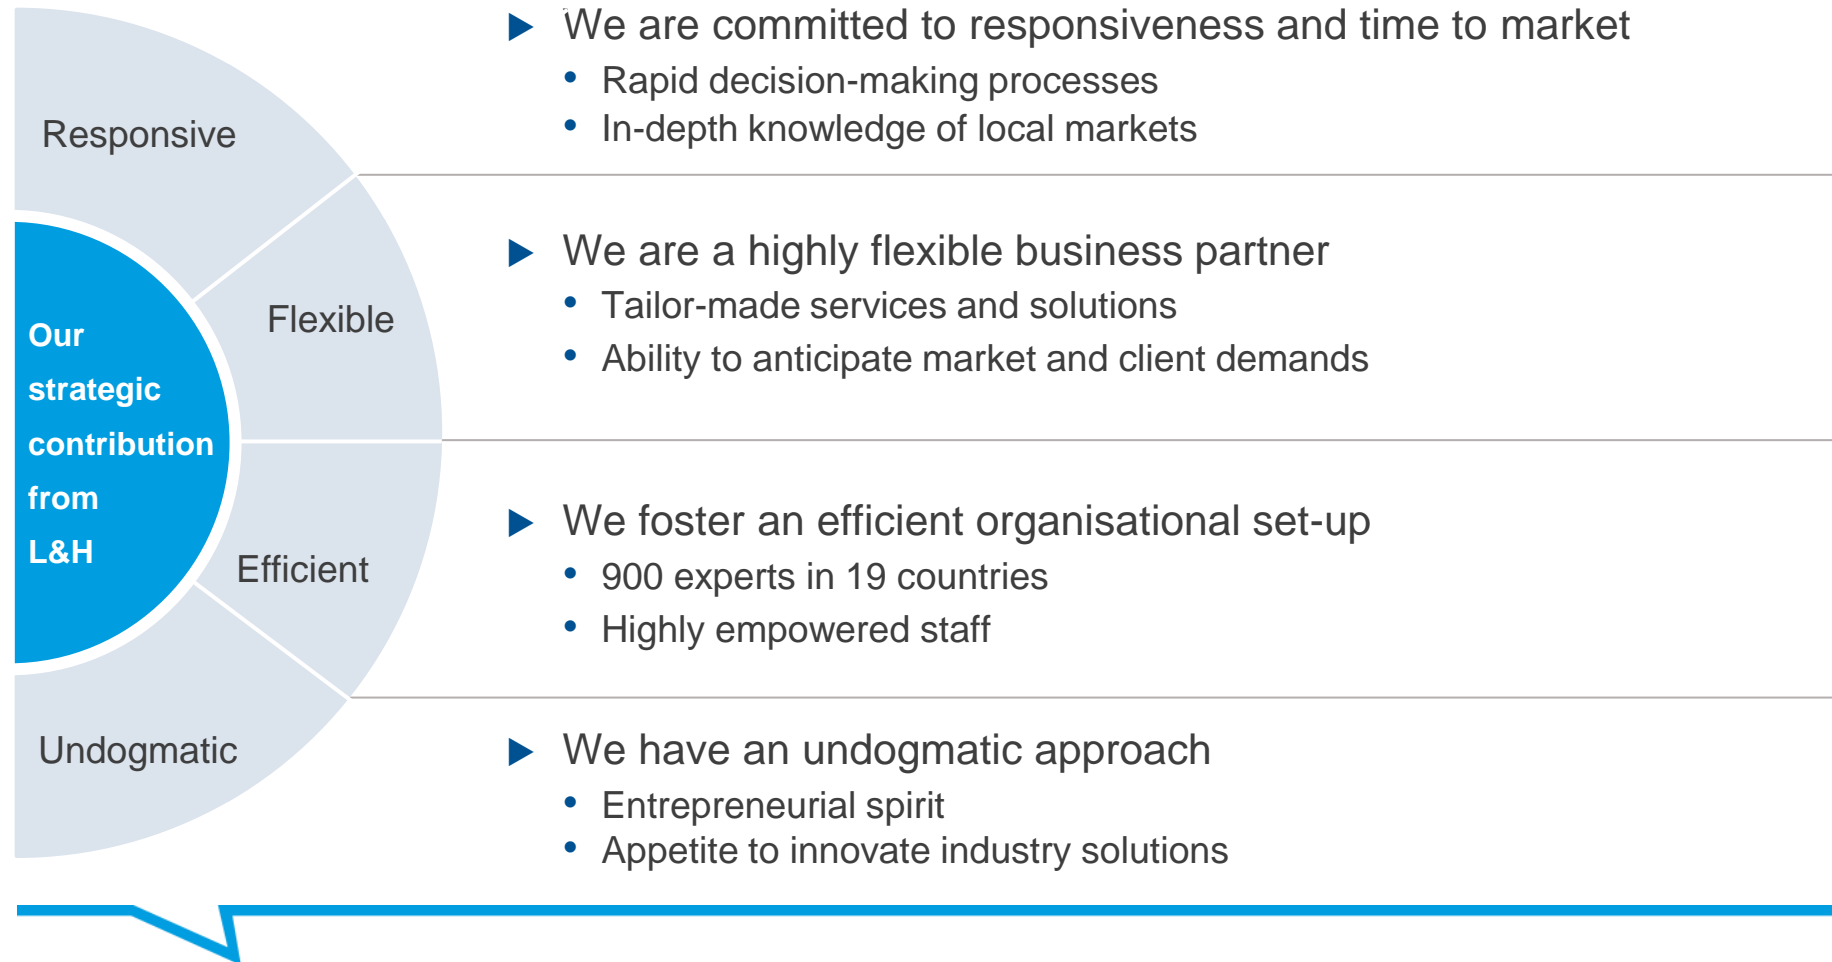 We are committed to responsiveness and time to market
• Rapid decision-making processes
• In-depth knowledge of local markets
Responsive
We are a highly flexible business partner
• Tailor-made services and solutions
• Ability to anticipate market and client demands
Flexible
Our
strategic
contribution
from
L&H
We foster an efficient organisational set-up
• 900 experts in 19 countries
• Highly empowered staff
Efficient
We have an undogmatic approach
• Entrepreneurial spirit
• Appetite to innovate industry solutions
Undogmatic